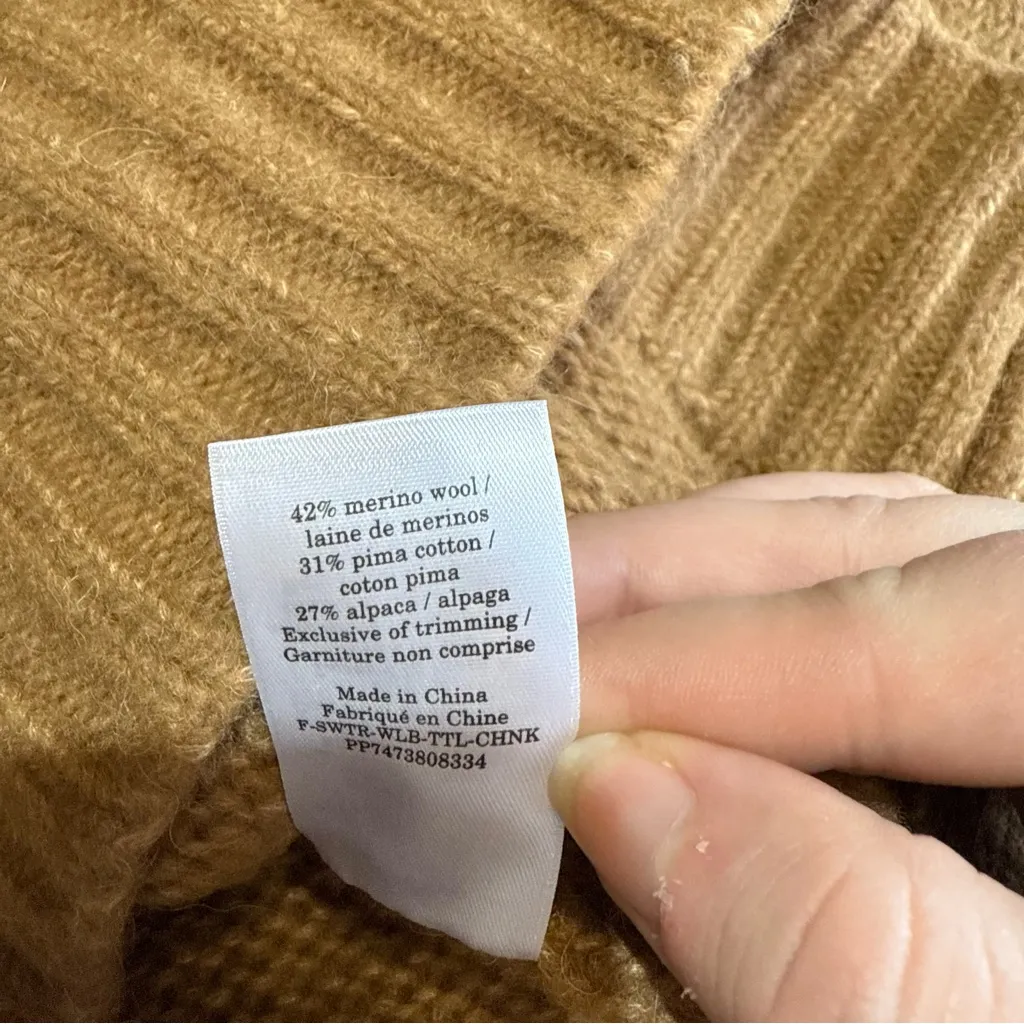 42% merino wool /
laine de merinos
31% pima cotton /
coton pima
27% alpaca / alpaga
Exclusive of trimming /
Garniture non comprise
Made in China
Fabriqué en Chine
F-SWTR-WLB-TTL-CHNK
PP7473808334